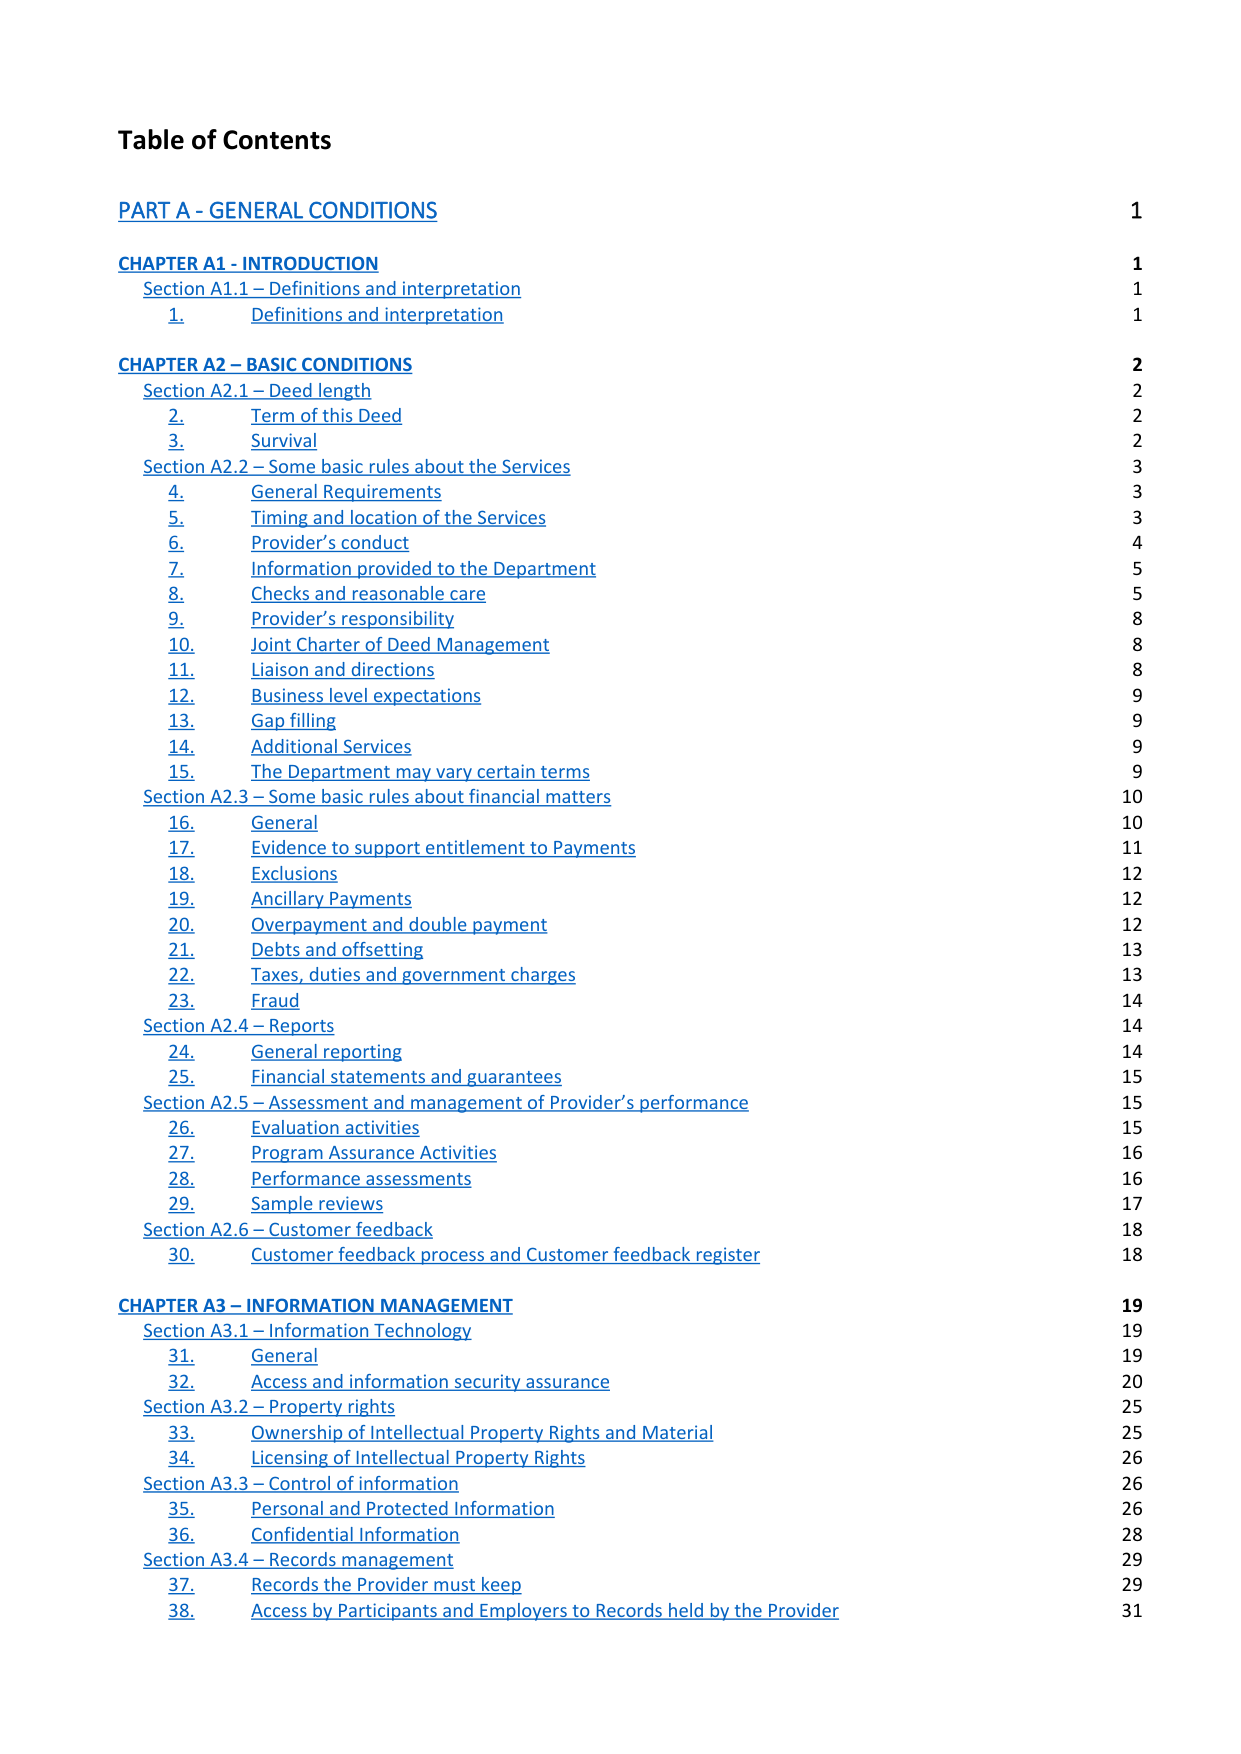 Table of Contents
PART A - GENERAL CONDITIONS 1
CHAPTER A1 - INTRODUCTION 1
Section A1.1 – Definitions and interpretation 1
1. Definitions and interpretation 1
CHAPTER A2 – BASIC CONDITIONS 2
Section A2.1 – Deed length 2
2. Term of this Deed 2
3. Survival 2
Section A2.2 – Some basic rules about the Services 3
4. General Requirements 3
5. Timing and location of the Services 3
6. Provider’s conduct 4
7. Information provided to the Department 5
8. Checks and reasonable care 5
9. Provider’s responsibility 8
10. Joint Charter of Deed Management 8
11. Liaison and directions 8
12. Business level expectations 9
13. Gap filling 9
14. Additional Services 9
15. The Department may vary certain terms 9
Section A2.3 – Some basic rules about financial matters 10
16. General 10
17. Evidence to support entitlement to Payments 11
18. Exclusions 12
19. Ancillary Payments 12
20. Overpayment and double payment 12
21. Debts and offsetting 13
22. Taxes, duties and government charges 13
23. Fraud 14
Section A2.4 – Reports 14
24. General reporting 14
25. Financial statements and guarantees 15
Section A2.5 – Assessment and management of Provider’s performance 15
26. Evaluation activities 15
27. Program Assurance Activities 16
28. Performance assessments 16
29. Sample reviews 17
Section A2.6 – Customer feedback 18
30. Customer feedback process and Customer feedback register 18
CHAPTER A3 – INFORMATION MANAGEMENT 19
Section A3.1 – Information Technology 19
31. General 19
32. Access and information security assurance 20
Section A3.2 – Property rights 25
33. Ownership of Intellectual Property Rights and Material 25
34. Licensing of Intellectual Property Rights 26
Section A3.3 – Control of information 26
35. Personal and Protected Information 26
36. Confidential Information 28
Section A3.4 – Records management 29
37. Records the Provider must keep 29
38. Access by Participants and Employers to Records held by the Provider 31